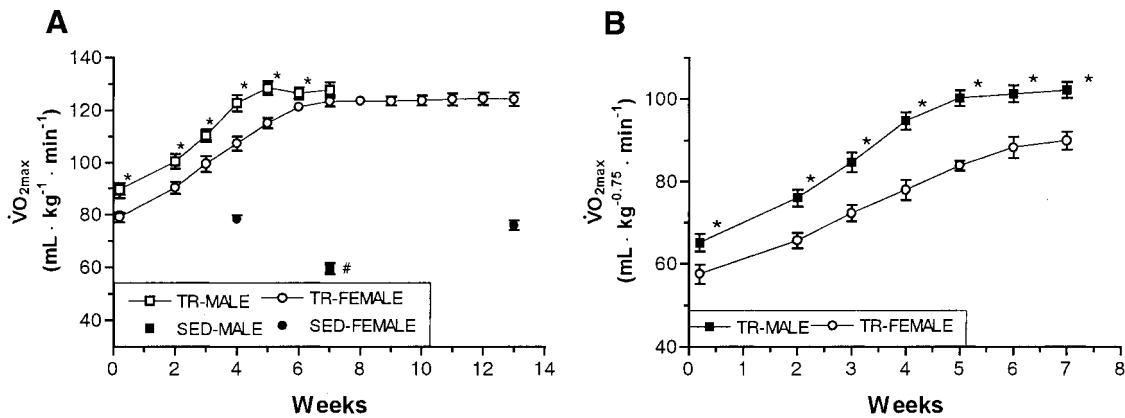 A
V̇O2max
(mL · kg-1 · min-1)
140
120
100
80
60
40
* * * * * *
#
TR-MALE TR-FEMALE
SED-MALE SED-FEMALE
0 2 4 6 8 10 12 14
Weeks
B
V̇O2max
(mL · kg-0.75 · min-1)
100
80
60
40
* * * * * * *
TR-MALE TR-FEMALE
0 1 2 3 4 5 6 7 8
Weeks